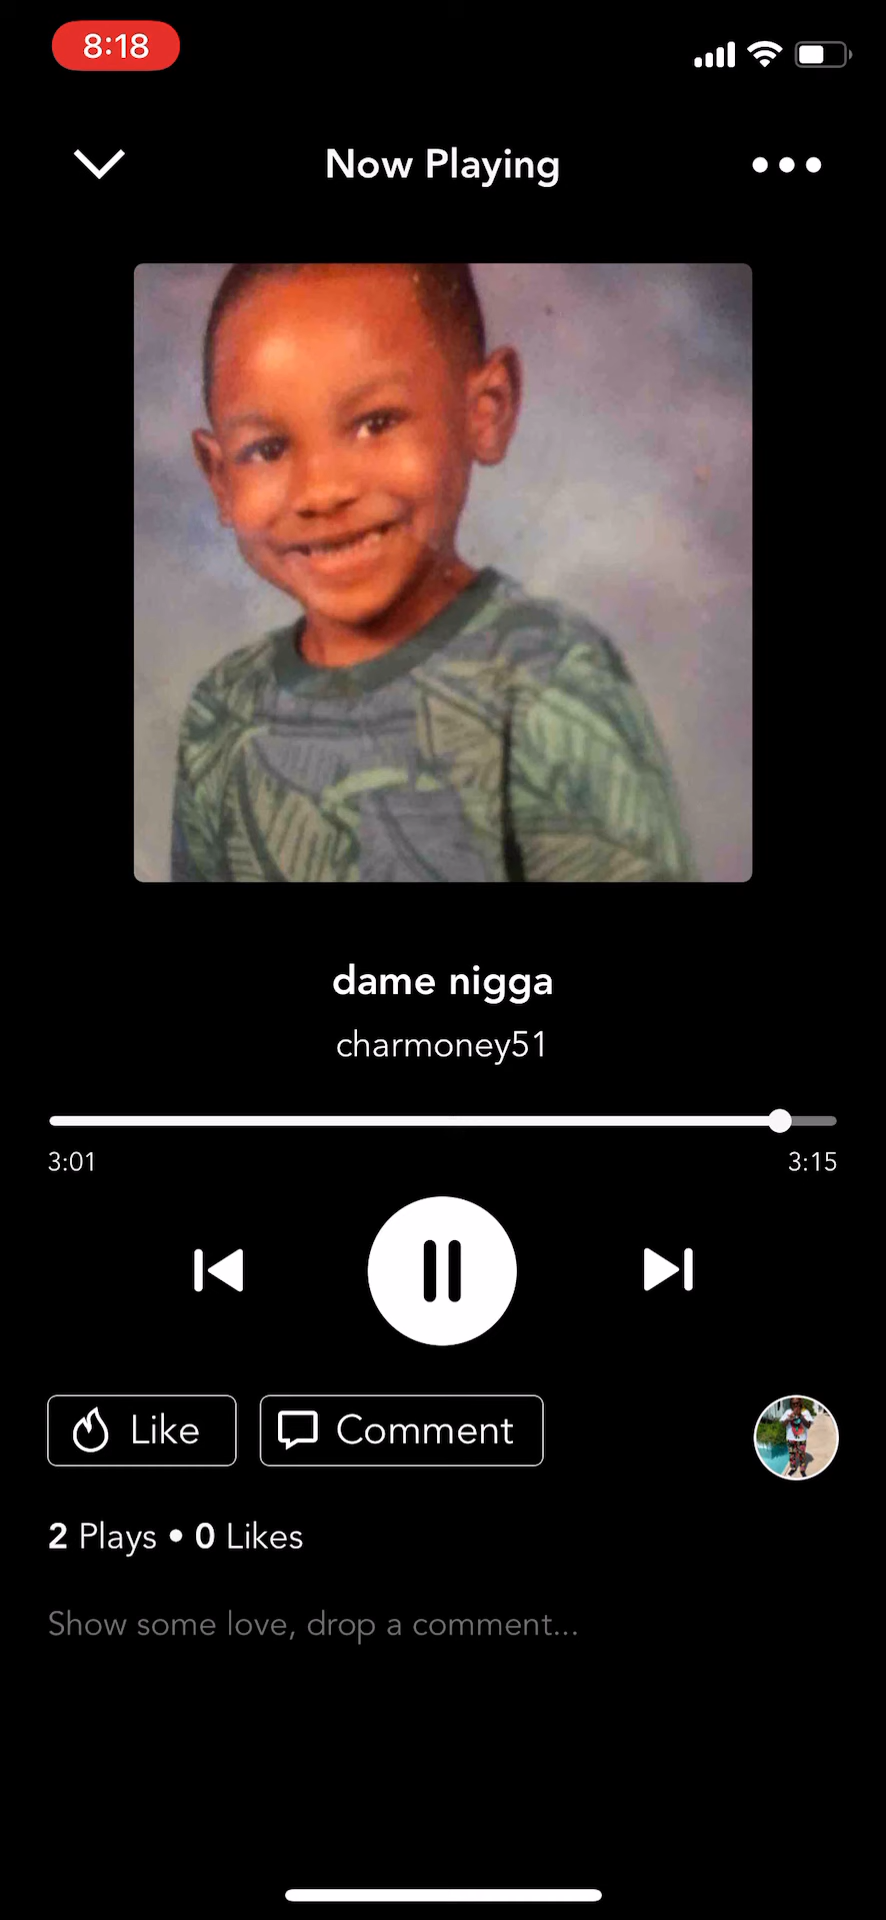 8:18
Now Playing
dame nigga
charmoney51
3:01
3:15
Like
Comment
2 Plays • 0 Likes
Show some love, drop a comment...